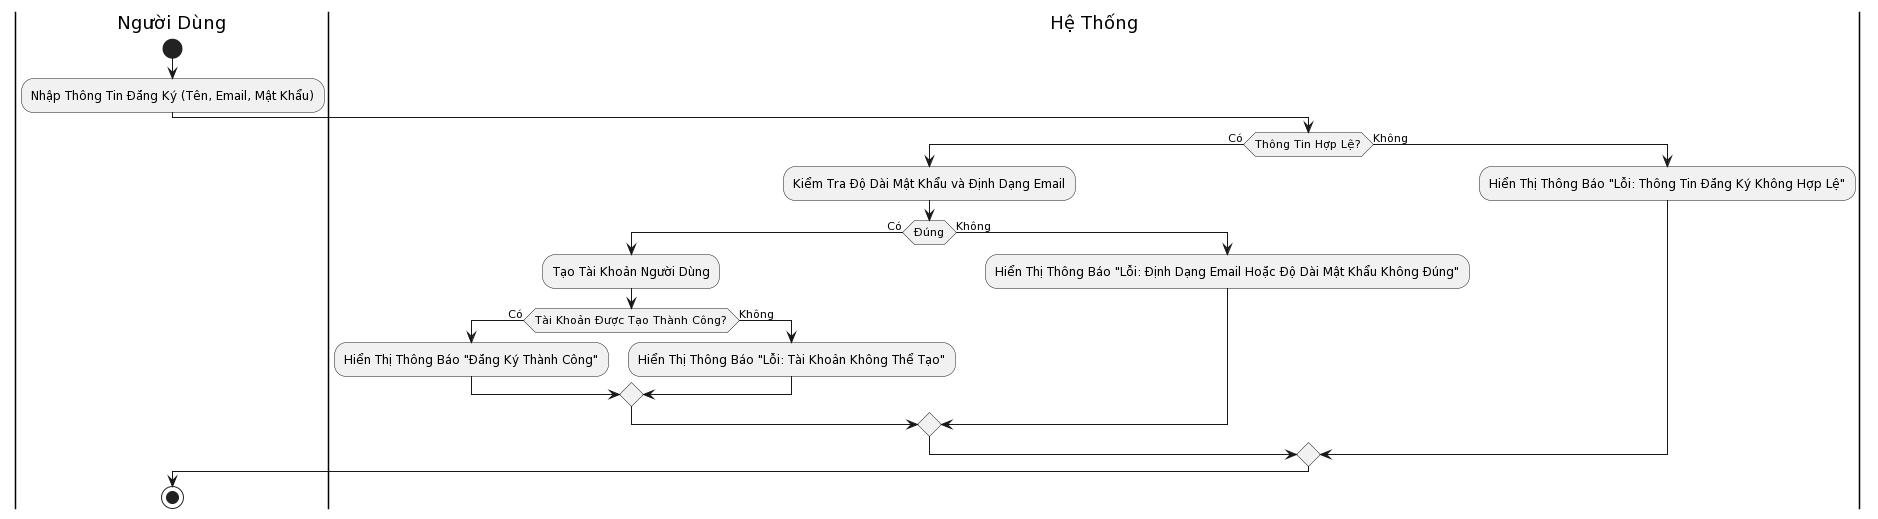 Người Dùng
Hệ Thống
Nhập Thông Tin Đăng Ký (Tên, Email, Mật Khẩu)
Có
Thông Tin Hợp Lệ?
Không
Kiểm Tra Độ Dài Mật Khẩu và Định Dạng Email
Hiển Thị Thông Báo "Lỗi: Thông Tin Đăng Ký Không Hợp Lệ"
Có
Đúng
Không
Tạo Tài Khoản Người Dùng
Hiển Thị Thông Báo "Lỗi: Định Dạng Email Hoặc Độ Dài Mật Khẩu Không Đúng"
Có
Tài Khoản Được Tạo Thành Công?
Không
Hiển Thị Thông Báo "Đăng Ký Thành Công"
Hiển Thị Thông Báo "Lỗi: Tài Khoản Không Thể Tạo"